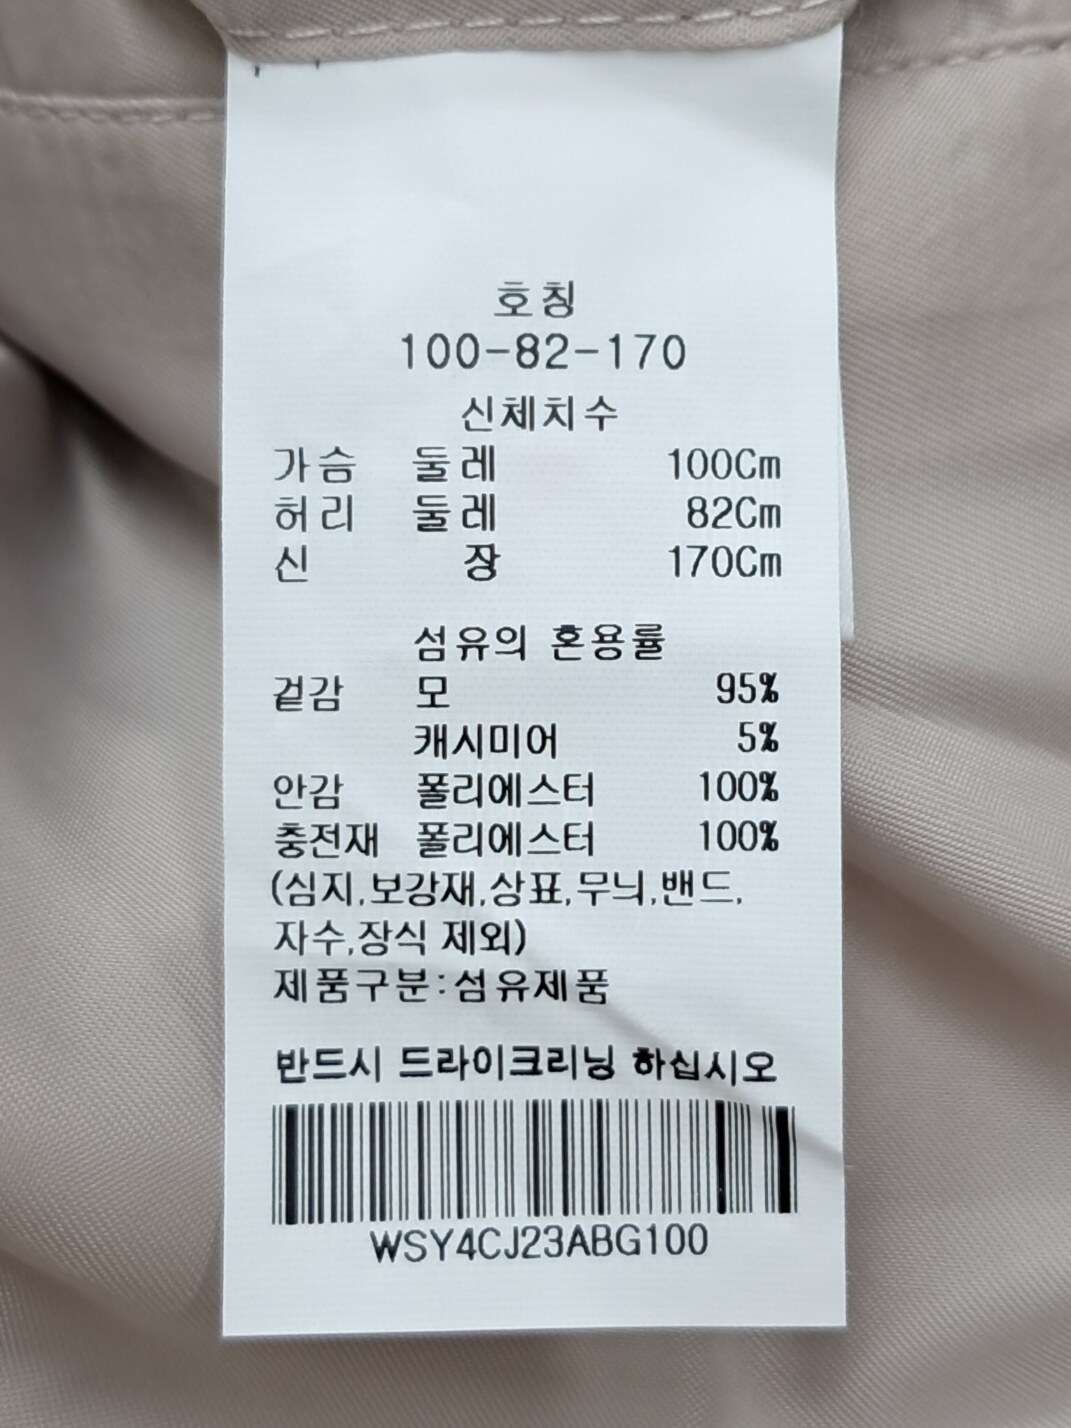 호칭
100-82-170
신체치수
가슴 둘레 100Cm
허리 둘레 82Cm
신 장 170Cm
섬유의 혼용률
겉감 모 95%
캐시미어 5%
안감 폴리에스터 100%
충전재 폴리에스터 100%
(심지,보강재,상표,무늬,밴드,
자수,장식 제외)
제품구분:섬유제품
반드시 드라이크리닝 하십시오
WSY4CJ23ABG100